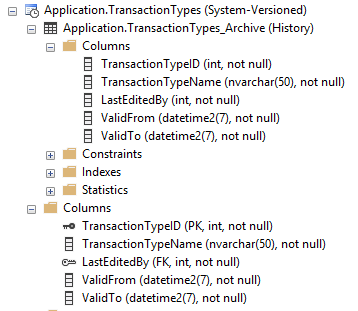 Application.TransactionTypes (System-Versioned)
Application.TransactionTypes_Archive (History)
Columns
TransactionTypeID (int, not null)
TransactionTypeName (nvarchar(50), not null)
LastEditedBy (int, not null)
ValidFrom (datetime2(7), not null)
ValidTo (datetime2(7), not null)
Constraints
Indexes
Statistics
Columns
TransactionTypeID (PK, int, not null)
TransactionTypeName (nvarchar(50), not null)
LastEditedBy (FK, int, not null)
ValidFrom (datetime2(7), not null)
ValidTo (datetime2(7), not null)